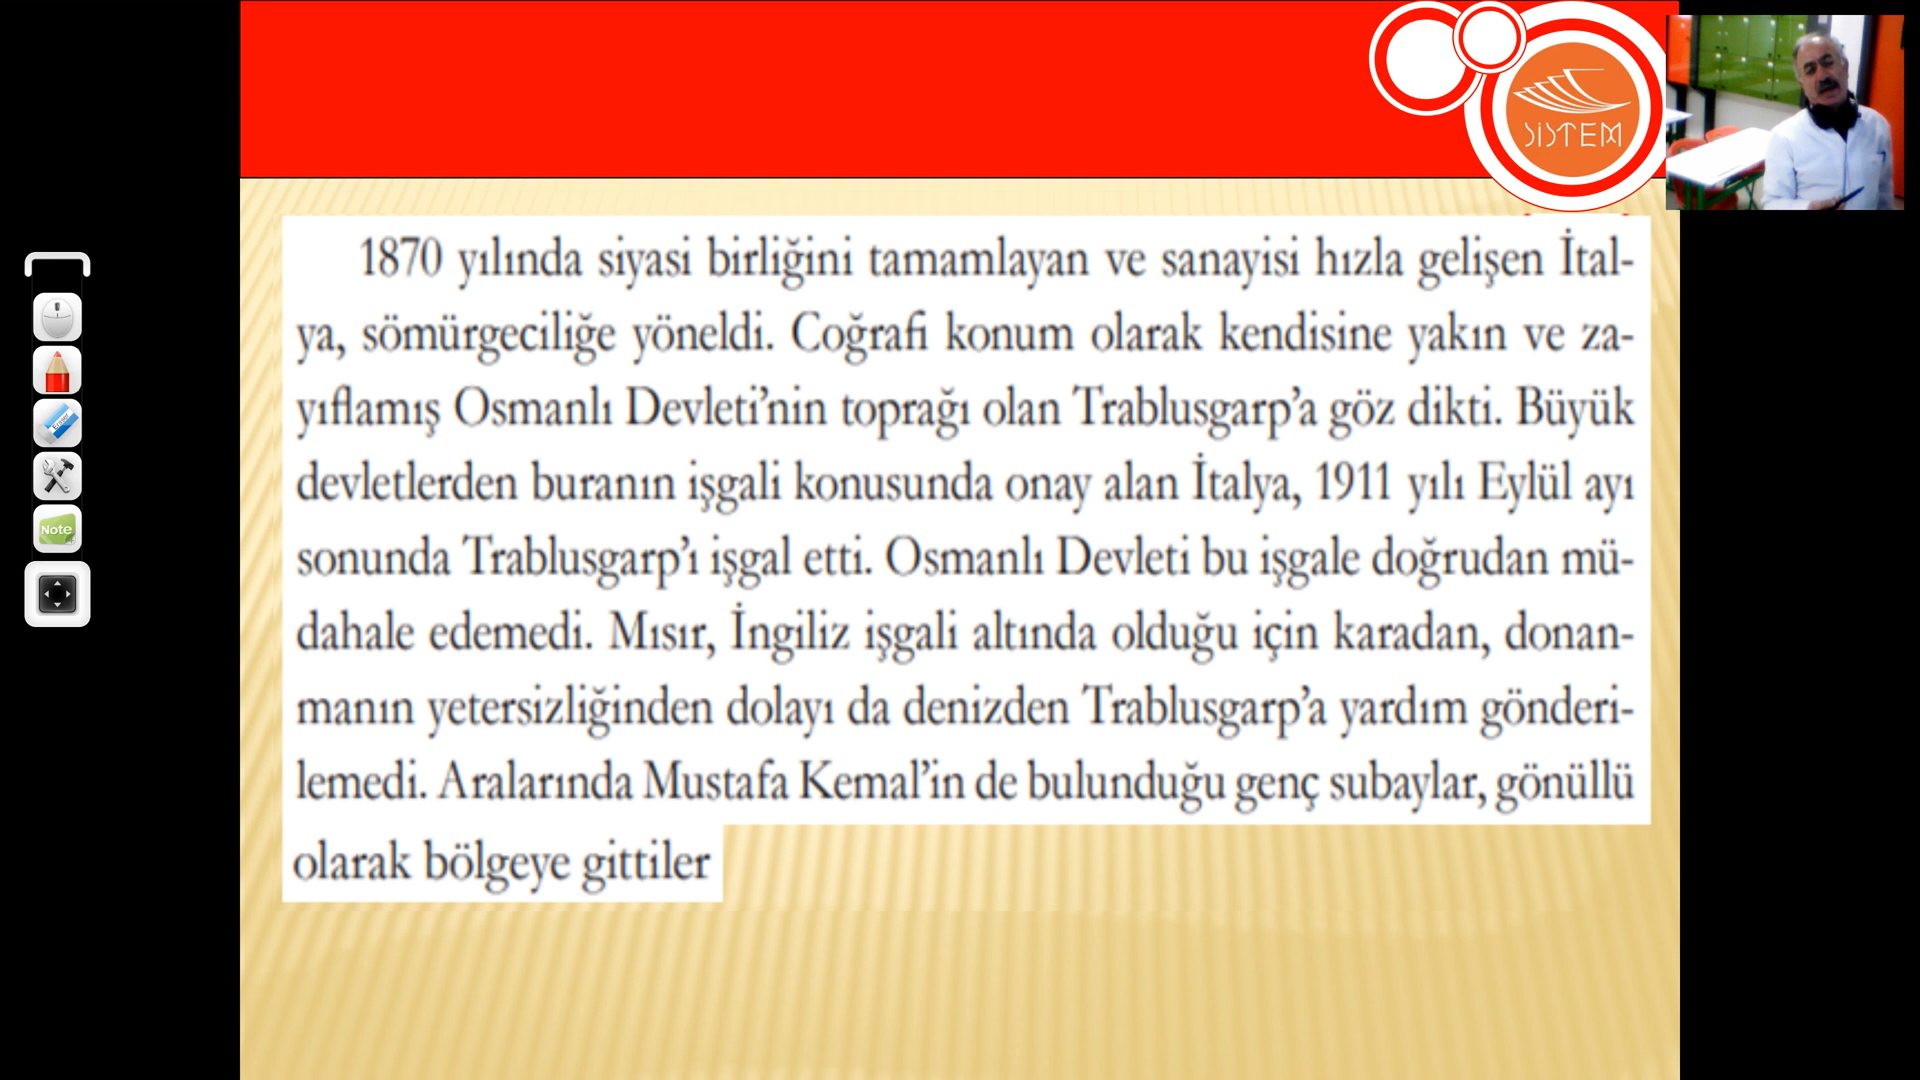 SİSTEM
1870 yılında siyasi birliğini tamamlayan ve sanayisi hızla gelişen İtal-
ya, sömürgeciliğe yöneldi. Coğrafi konum olarak kendisine yakın ve za-
yıflamış Osmanlı Devleti’nin toprağı olan Trablusgarp’a göz dikti. Büyük
devletlerden buranın işgali konusunda onay alan İtalya, 1911 yılı Eylül ayı
sonunda Trablusgarp’ı işgal etti. Osmanlı Devleti bu işgale doğrudan mü-
dahale edemedi. Mısır, İngiliz işgali altında olduğu için karadan, donan-
manın yetersizliğinden dolayı da denizden Trablusgarp’a yardım gönderi-
lemedi. Aralarında Mustafa Kemal’in de bulunduğu genç subaylar, gönüllü
olarak bölgeye gittiler
Note